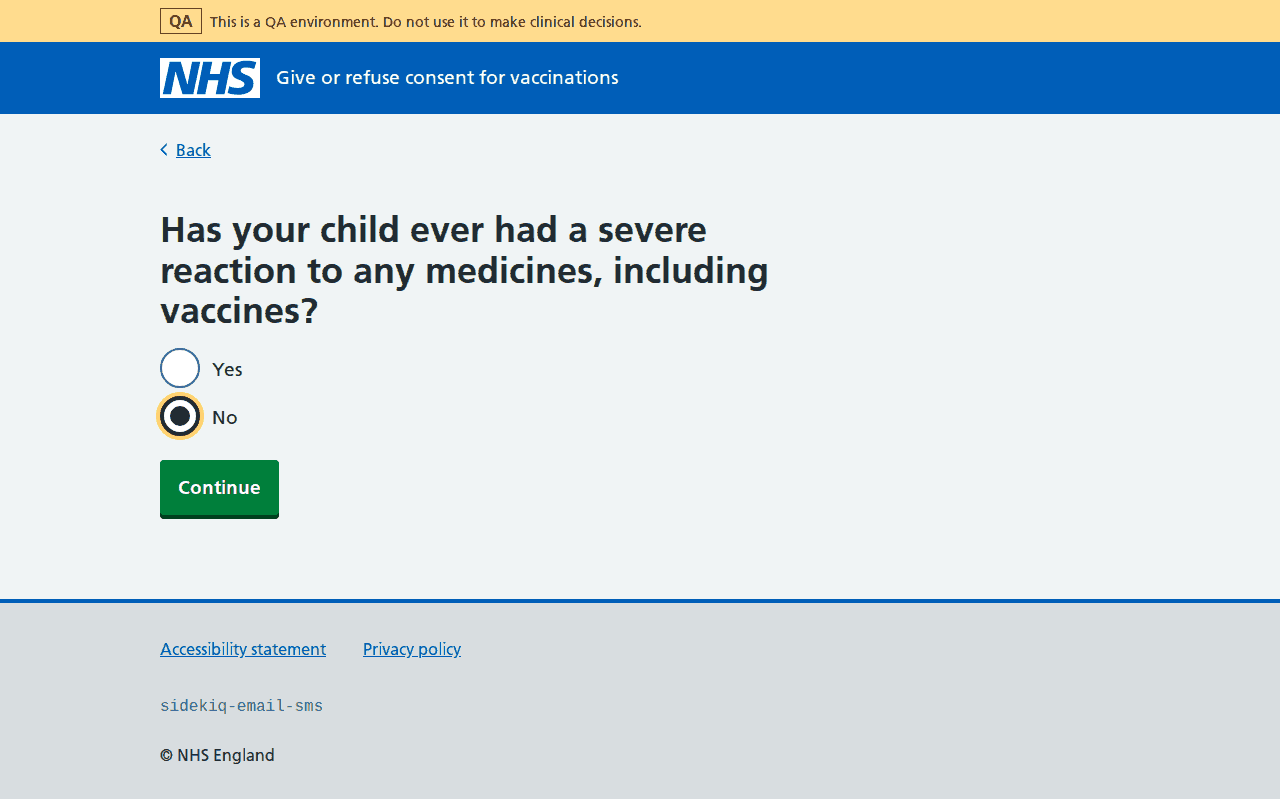 QA This is a QA environment. Do not use it to make clinical decisions.
NHS Give or refuse consent for vaccinations
Back
Has your child ever had a severe
reaction to any medicines, including
vaccines?
Yes
No
Continue
Accessibility statement Privacy policy
sidekiq-email-sms
© NHS England